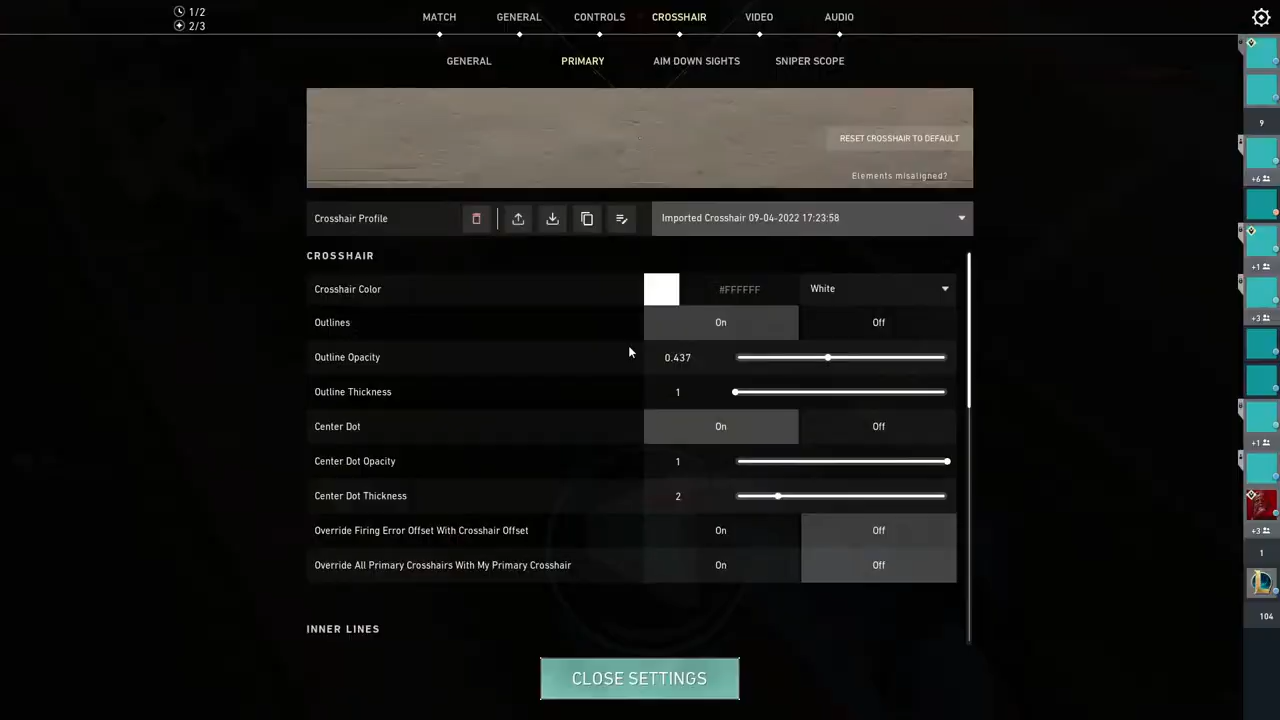 1/2
2/3
MATCH GENERAL CONTROLS CROSSHAIR VIDEO AUDIO
GENERAL PRIMARY AIM DOWN SIGHTS SNIPER SCOPE
RESET CROSSHAIR TO DEFAULT
Elements misaligned?
Crosshair Profile Imported Crosshair 09-04-2022 17:23:58
CROSSHAIR
Crosshair Color #FFFFFF White
Outlines On Off
Outline Opacity 0.437
Outline Thickness 1
Center Dot On Off
Center Dot Opacity 1
Center Dot Thickness 2
Override Firing Error Offset With Crosshair Offset On Off
Override All Primary Crosshairs With My Primary Crosshair On Off
INNER LINES
CLOSE SETTINGS
9
+6
+1
+3
+1
+3
1
L
104